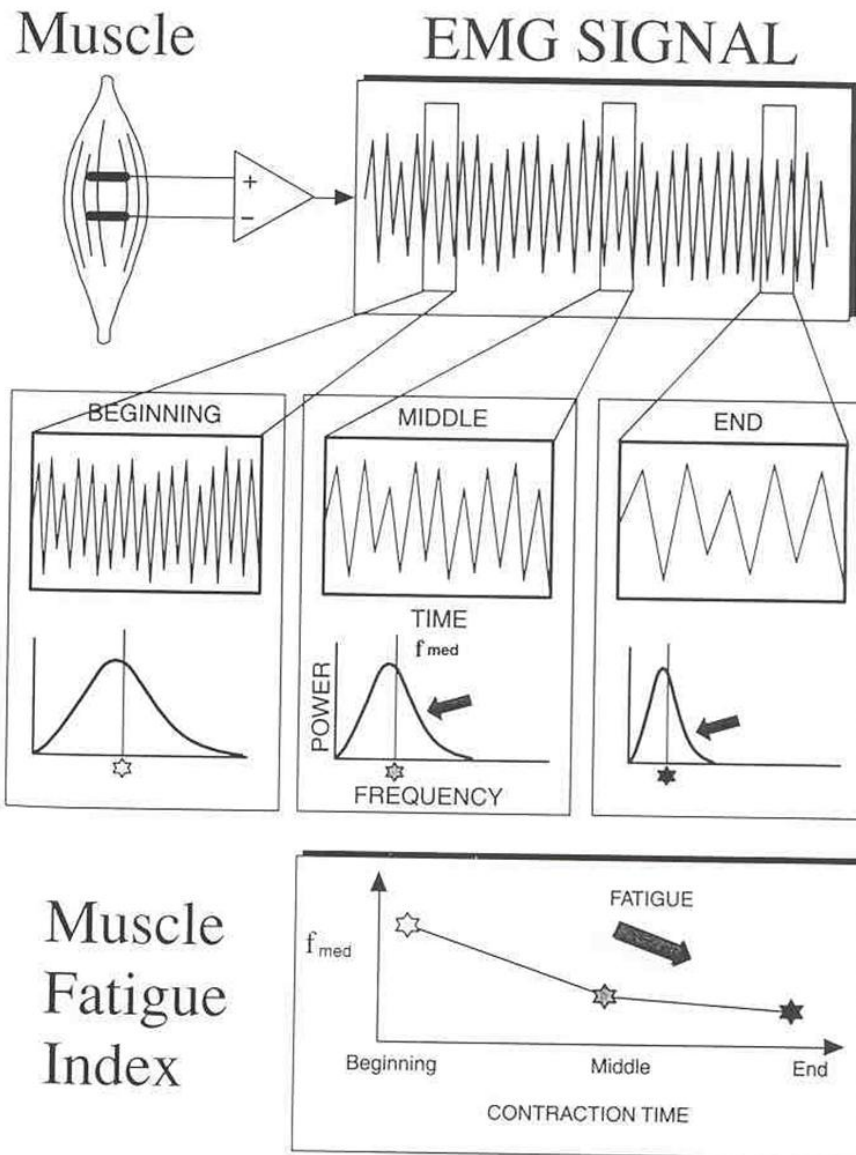 Muscle
EMG SIGNAL
+
−
BEGINNING
MIDDLE
END
TIME
f med
POWER
FREQUENCY
Muscle
Fatigue
Index
FATIGUE
f med
Beginning
Middle
End
CONTRACTION TIME